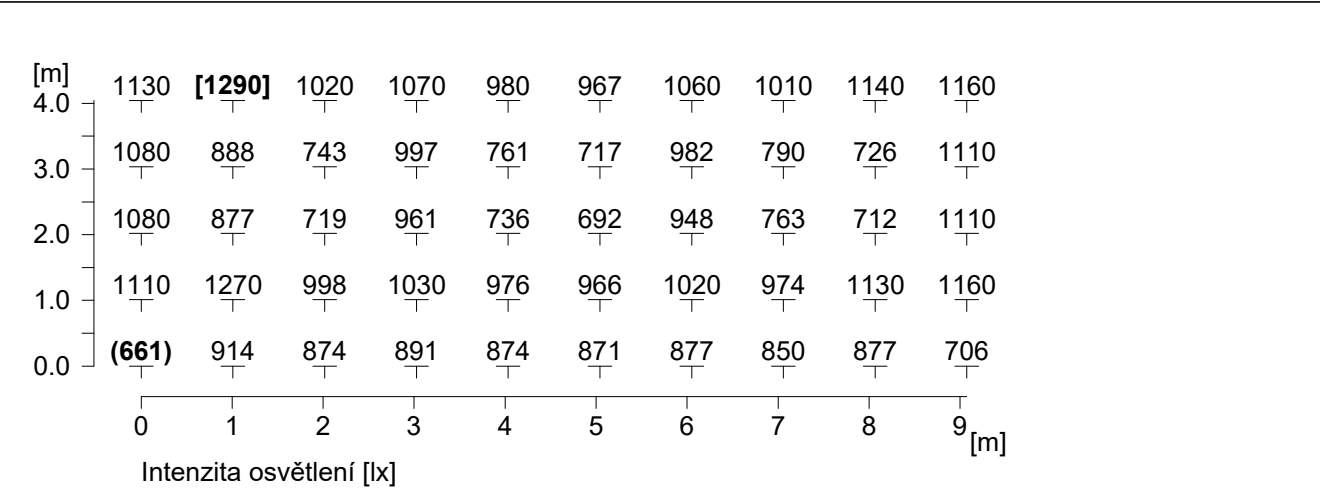 [m]
1130 [1290] 1020 1070 980 967 1060 1010 1140 1160
4.0
1080 888 743 997 761 717 982 790 726 1110
3.0
1080 877 719 961 736 692 948 763 712 1110
2.0
1110 1270 998 1030 976 966 1020 974 1130 1160
1.0
(661) 914 874 891 874 871 877 850 877 706
0.0
0 1 2 3 4 5 6 7 8 9 [m]
Intenzita osvětlení [lx]